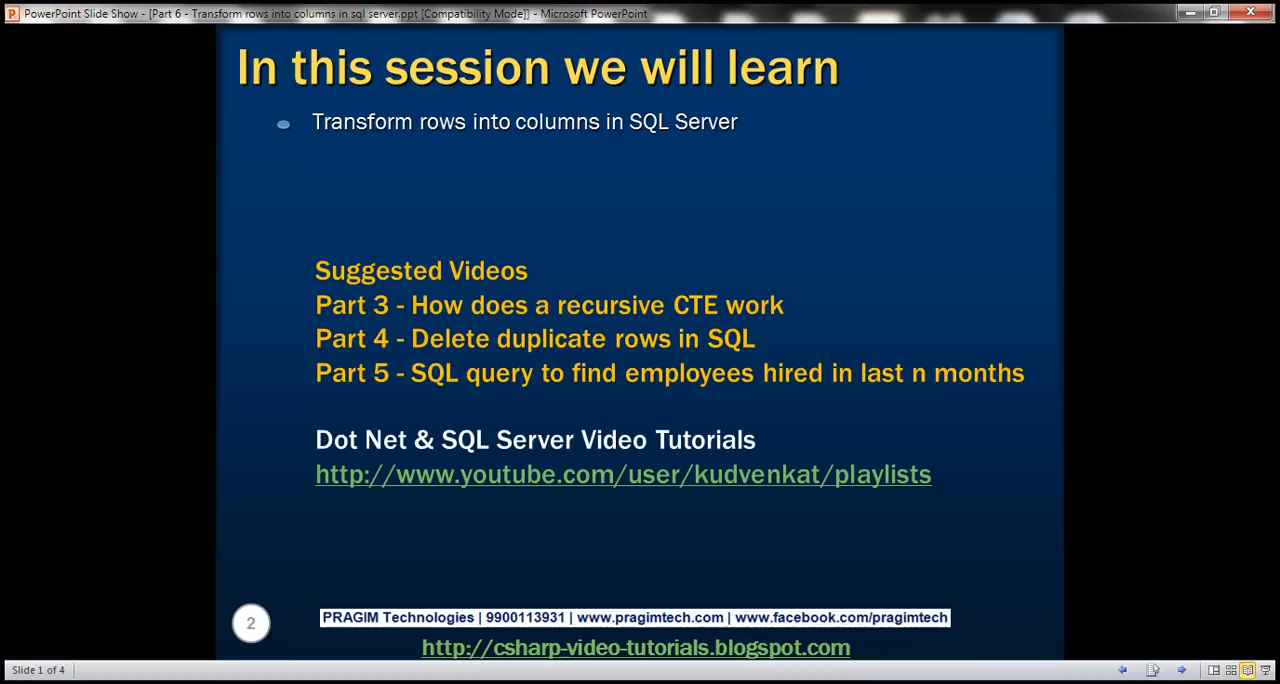 PowerPoint Slide Show - [Part 6 - Transform rows into columns in sql server.ppt [Compatibility Mode]] - Microsoft PowerPoint
In this session we will learn
Transform rows into columns in SQL Server
Suggested Videos
Part 3 - How does a recursive CTE work
Part 4 - Delete duplicate rows in SQL
Part 5 - SQL query to find employees hired in last n months
Dot Net & SQL Server Video Tutorials
http://www.youtube.com/user/kudvenkat/playlists
2
PRAGIM Technologies | 9900113931 | www.pragimtech.com | www.facebook.com/pragimtech
http://csharp-video-tutorials.blogspot.com
Slide 1 of 4